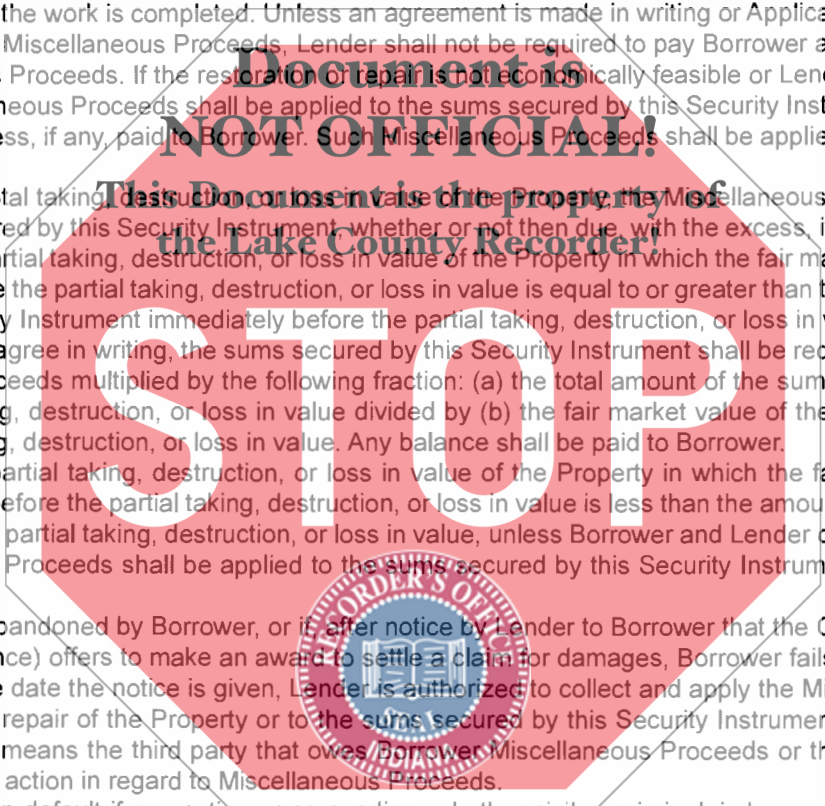 the work is completed. Unless an agreement is made in writing or Applica
Miscellaneous Proceeds, Lender shall not be required to pay Borrower a
Proceeds. If the restoration or repair is not economically feasible or Lend
neous Proceeds shall be applied to the sums secured by this Security Inst
ess, if any, paid to Borrower. Such Miscellaneous Proceeds shall be applie
Document is
NOT OFFICIAL!
This Document is the property of
the Lake County Recorder!
tal taking, destruction, or loss in value of the Property, the Miscellaneous
red by this Security Instrument, whether or not then due, with the excess, i
rtial taking, destruction, or loss in value of the Property in which the fair ma
e the partial taking, destruction, or loss in value is equal to or greater than t
y Instrument immediately before the partial taking, destruction, or loss in v
agree in writing, the sums secured by this Security Instrument shall be red
ceeds multiplied by the following fraction: (a) the total amount of the sum
g, destruction, or loss in value divided by (b) the fair market value of the
g, destruction, or loss in value. Any balance shall be paid to Borrower.
partial taking, destruction, or loss in value of the Property in which the fa
efore the partial taking, destruction, or loss in value is less than the amou
partial taking, destruction, or loss in value, unless Borrower and Lender o
Proceeds shall be applied to the sums secured by this Security Instrum
STOP
bandoned by Borrower, or if, after notice by Lender to Borrower that the O
nce) offers to make an award to settle a claim for damages, Borrower fails
e date the notice is given, Lender is authorized to collect and apply the Mi
repair of the Property or to the sums secured by this Security Instrumen
means the third party that owes Borrower Miscellaneous Proceeds or th
action in regard to Miscellaneous Proceeds.
RECORDER'S OFFICE
SEAL
INDIANA